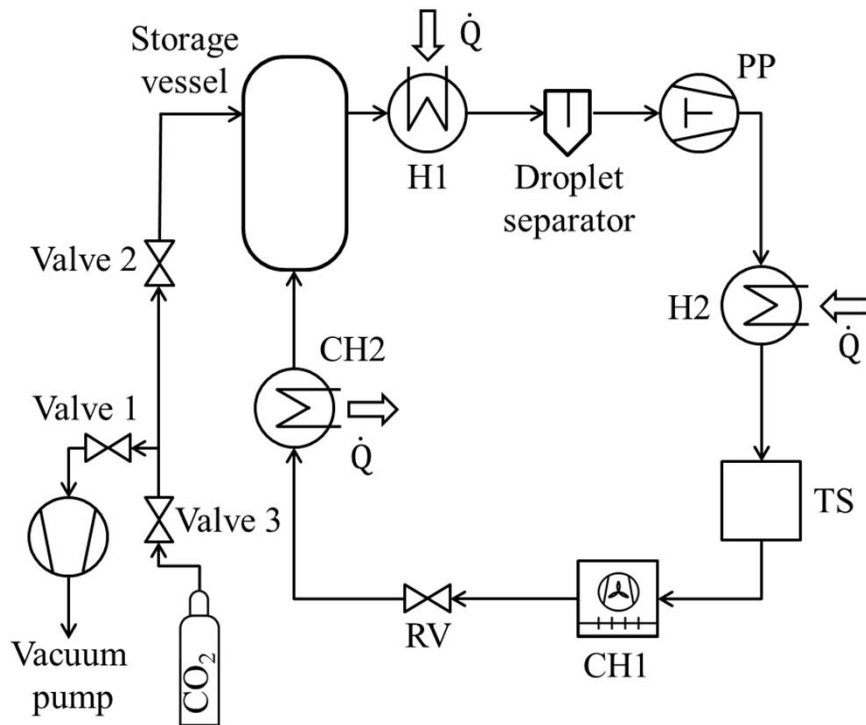 Storage
vessel
Q̇
PP
H1
Droplet
separator
Valve 2
H2
Q̇
CH2
Valve 1
Q̇
TS
Valve 3
RV
CH1
Vacuum
pump
CO₂